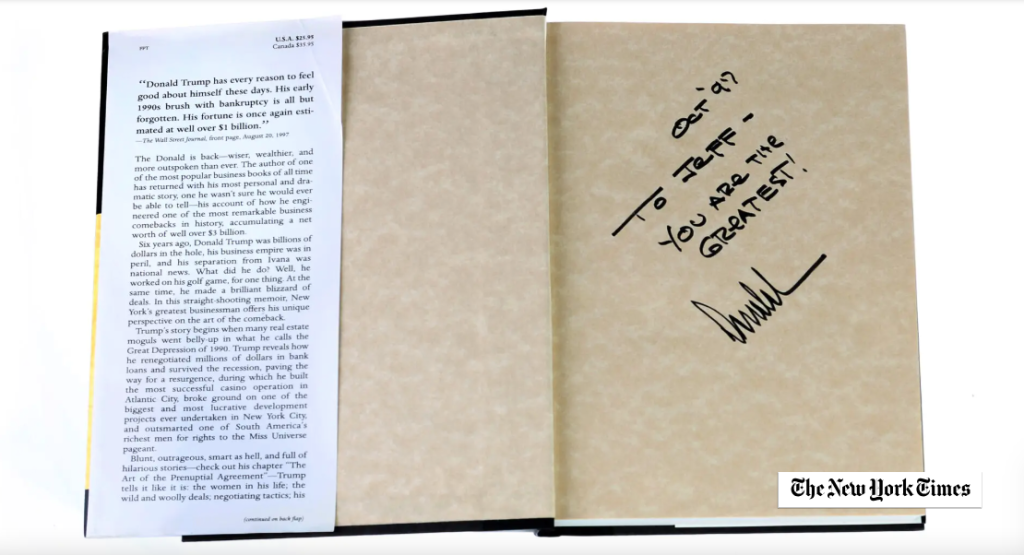 FPT
U.S.A. $25.95
Canada $35.95
“Donald Trump has every reason to feel
good about himself these days. His early
1990s brush with bankruptcy is all but
forgotten. His fortune is once again esti-
mated at well over $1 billion.”
—The Wall Street Journal, front page, August 20, 1997
The Donald is back—wiser, wealthier, and
more outspoken than ever. The author of one
of the most popular business books of all time
has returned with his most personal and dra-
matic story, one he wasn't sure he would ever
be able to tell—his account of how he engi-
neered one of the most remarkable business
comebacks in history, accumulating a net
worth of well over $3 billion.
Six years ago, Donald Trump was billions of
dollars in the hole, his business empire was in
peril, and his separation from Ivana was
national news. What did he do? Well, he
worked on his golf game, for one thing. At the
same time, he made a brilliant blizzard of
deals. In this straight-shooting memoir, New
York's greatest businessman offers his unique
perspective on the art of the comeback.
Trump's story begins when many real estate
moguls went belly-up in what he calls the
Great Depression of 1990. Trump reveals how
he renegotiated millions of dollars in bank
loans and survived the recession, paving the
way for a resurgence, during which he built
the most successful casino operation in
Atlantic City, broke ground on one of the
biggest and most lucrative development
projects ever undertaken in New York City,
and outsmarted one of South America's
richest men for rights to the Miss Universe
pageant.
Blunt, outrageous, smart as hell, and full of
hilarious stories—check out his chapter "The
Art of the Prenuptial Agreement"—Trump
tells it like it is: the women in his life; the
wild and woolly deals; negotiating tactics; his
(continued on back flap)
OCT '97
TO JEFF -
YOU ARE THE
GREATEST!
Donald
The New York Times